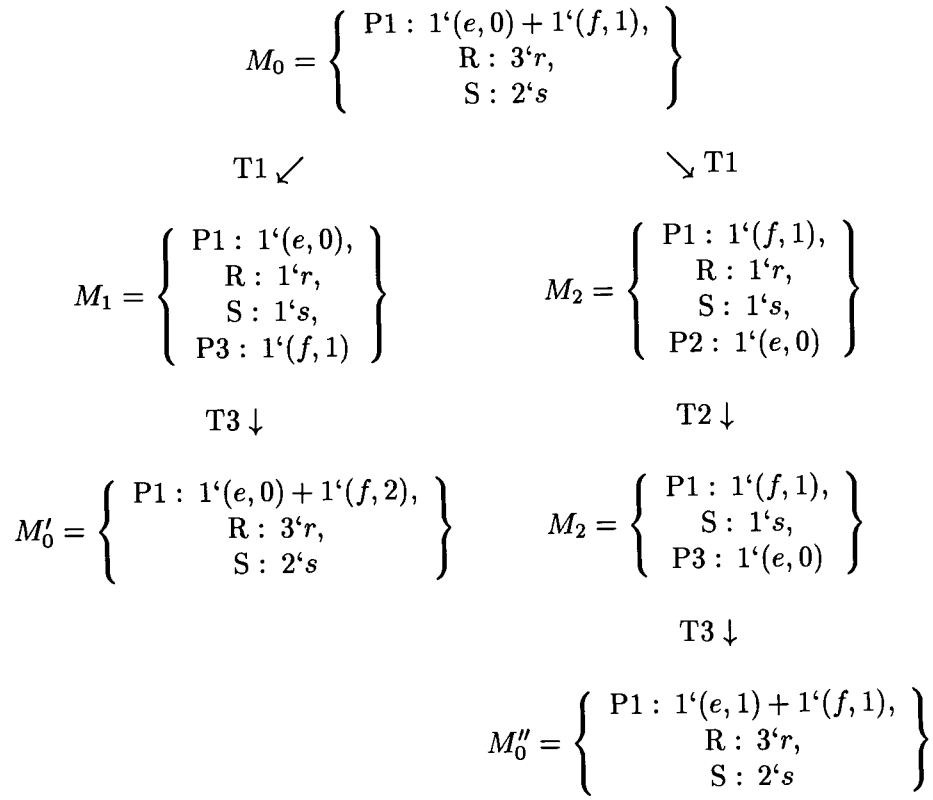 M₀ = { P1 : 1‘(e, 0) + 1‘(f, 1),
R : 3‘r,
S : 2‘s }
T1 ↙ ↘ T1
M₁ = { P1 : 1‘(e, 0),
R : 1‘r,
S : 1‘s,
P3 : 1‘(f, 1) }
M₂ = { P1 : 1‘(f, 1),
R : 1‘r,
S : 1‘s,
P2 : 1‘(e, 0) }
T3 ↓ T2 ↓
M₀′ = { P1 : 1‘(e, 0) + 1‘(f, 2),
R : 3‘r,
S : 2‘s }
M₂ = { P1 : 1‘(f, 1),
S : 1‘s,
P3 : 1‘(e, 0) }
T3 ↓
M₀″ = { P1 : 1‘(e, 1) + 1‘(f, 1),
R : 3‘r,
S : 2‘s }